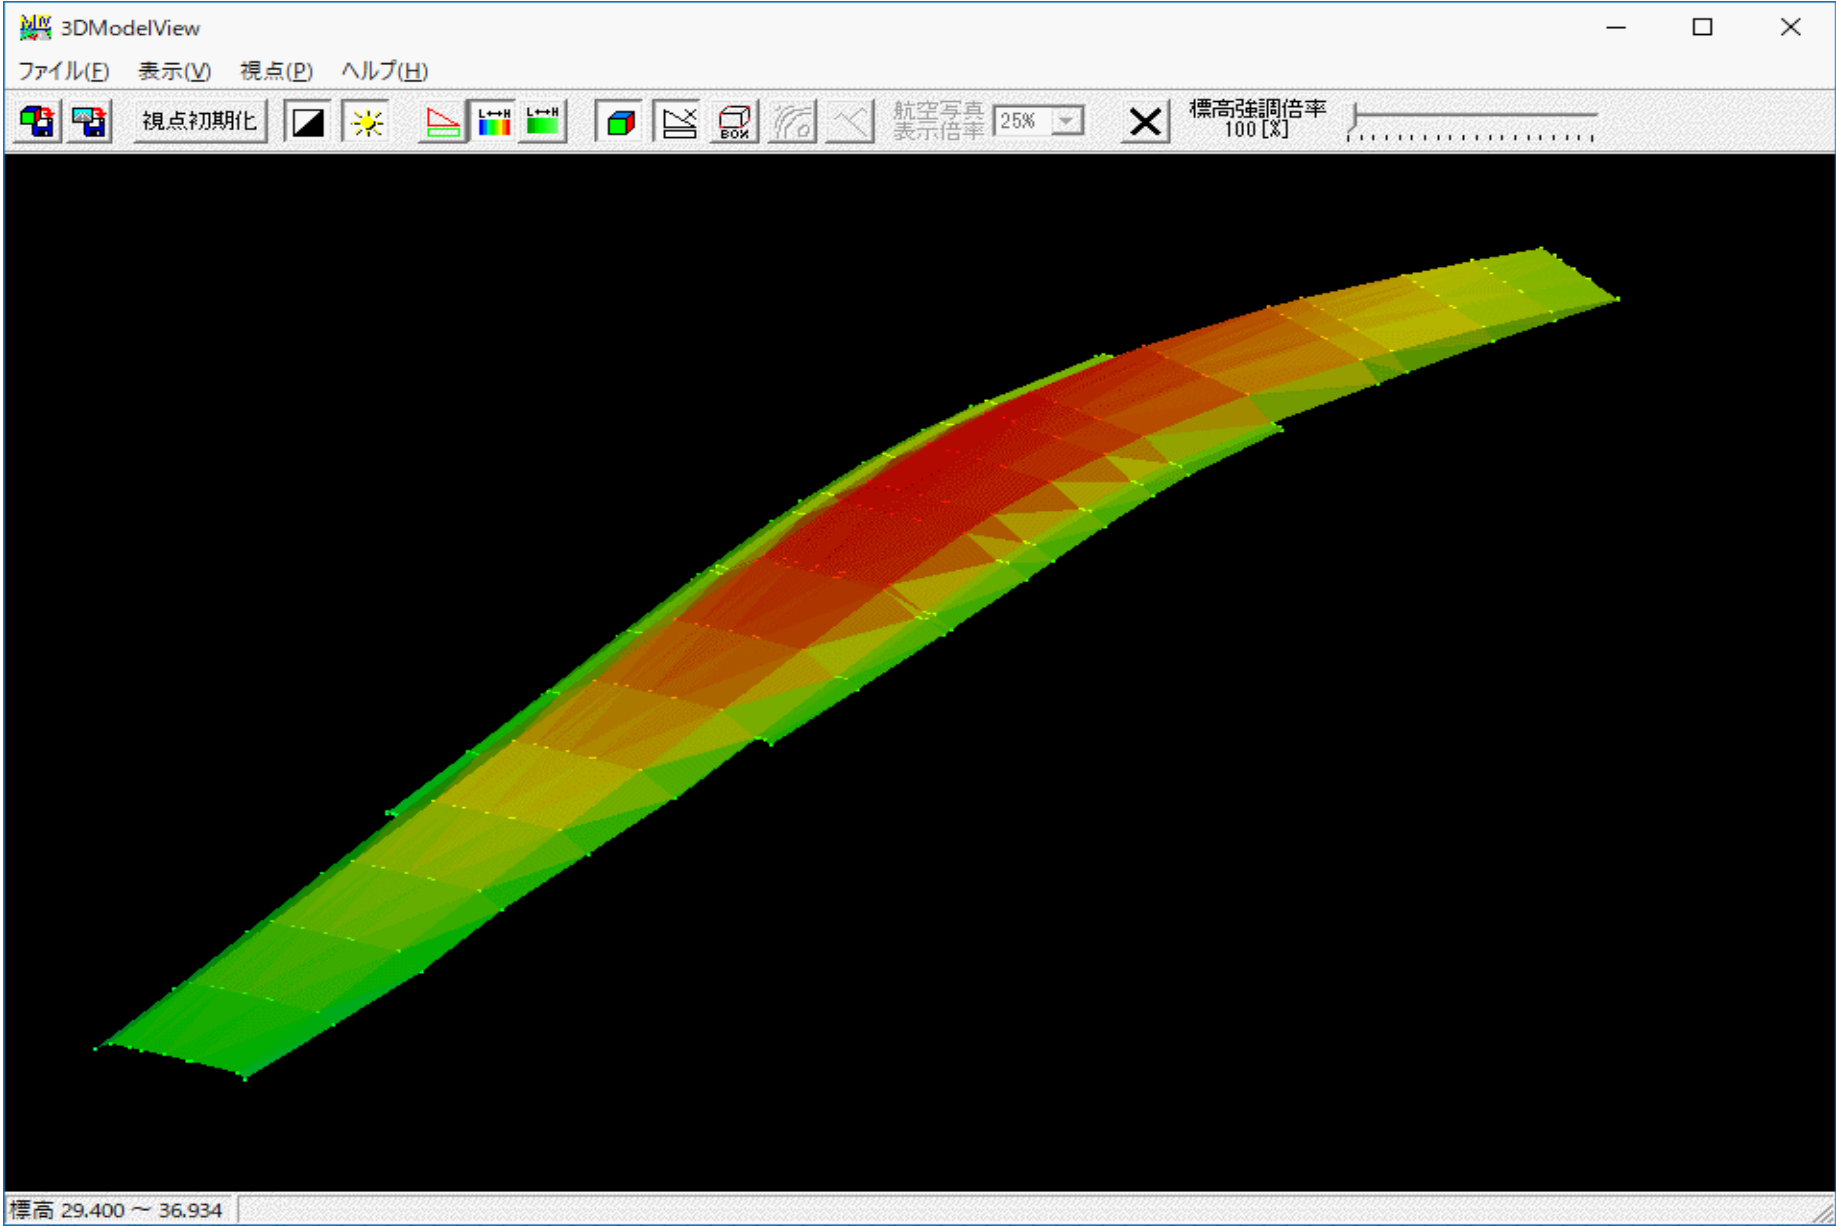 3DModelView
ファイル(F) 表示(V) 視点(P) ヘルプ(H)
視点初期化
L↔H
L↔H
BOX
航空写真
表示倍率
25%
標高強調倍率
100 [%]
標高 29.400 ～ 36.934